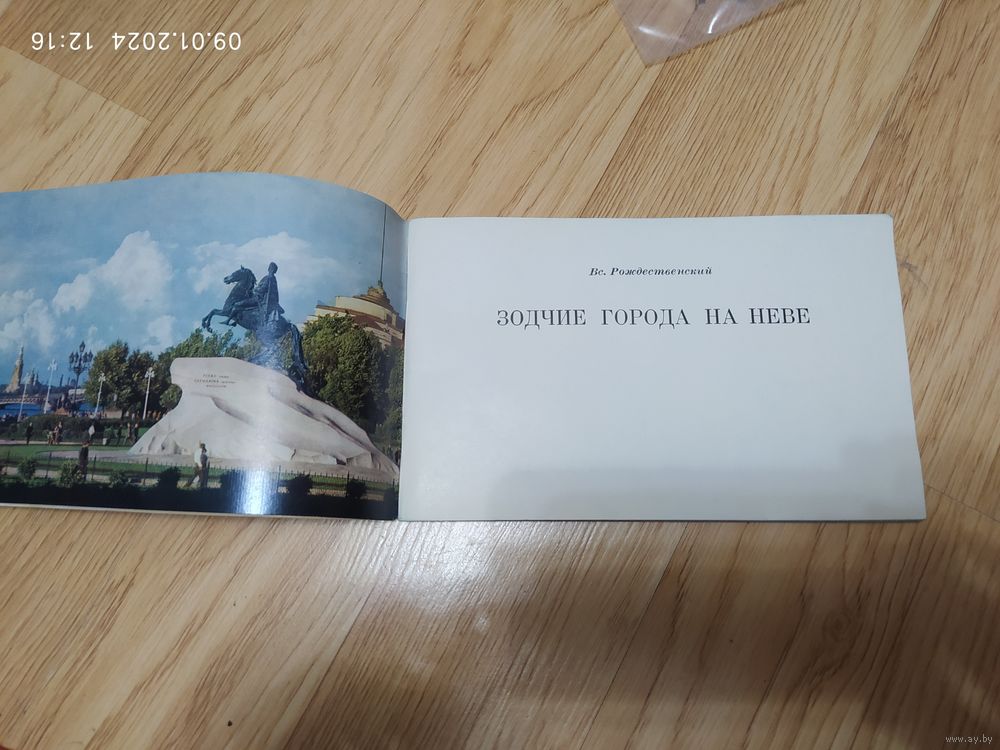 09.01.2024 12:16
Вс. Рождественский
ЗОДЧИЕ ГОРОДА НА НЕВЕ
www.ay.by